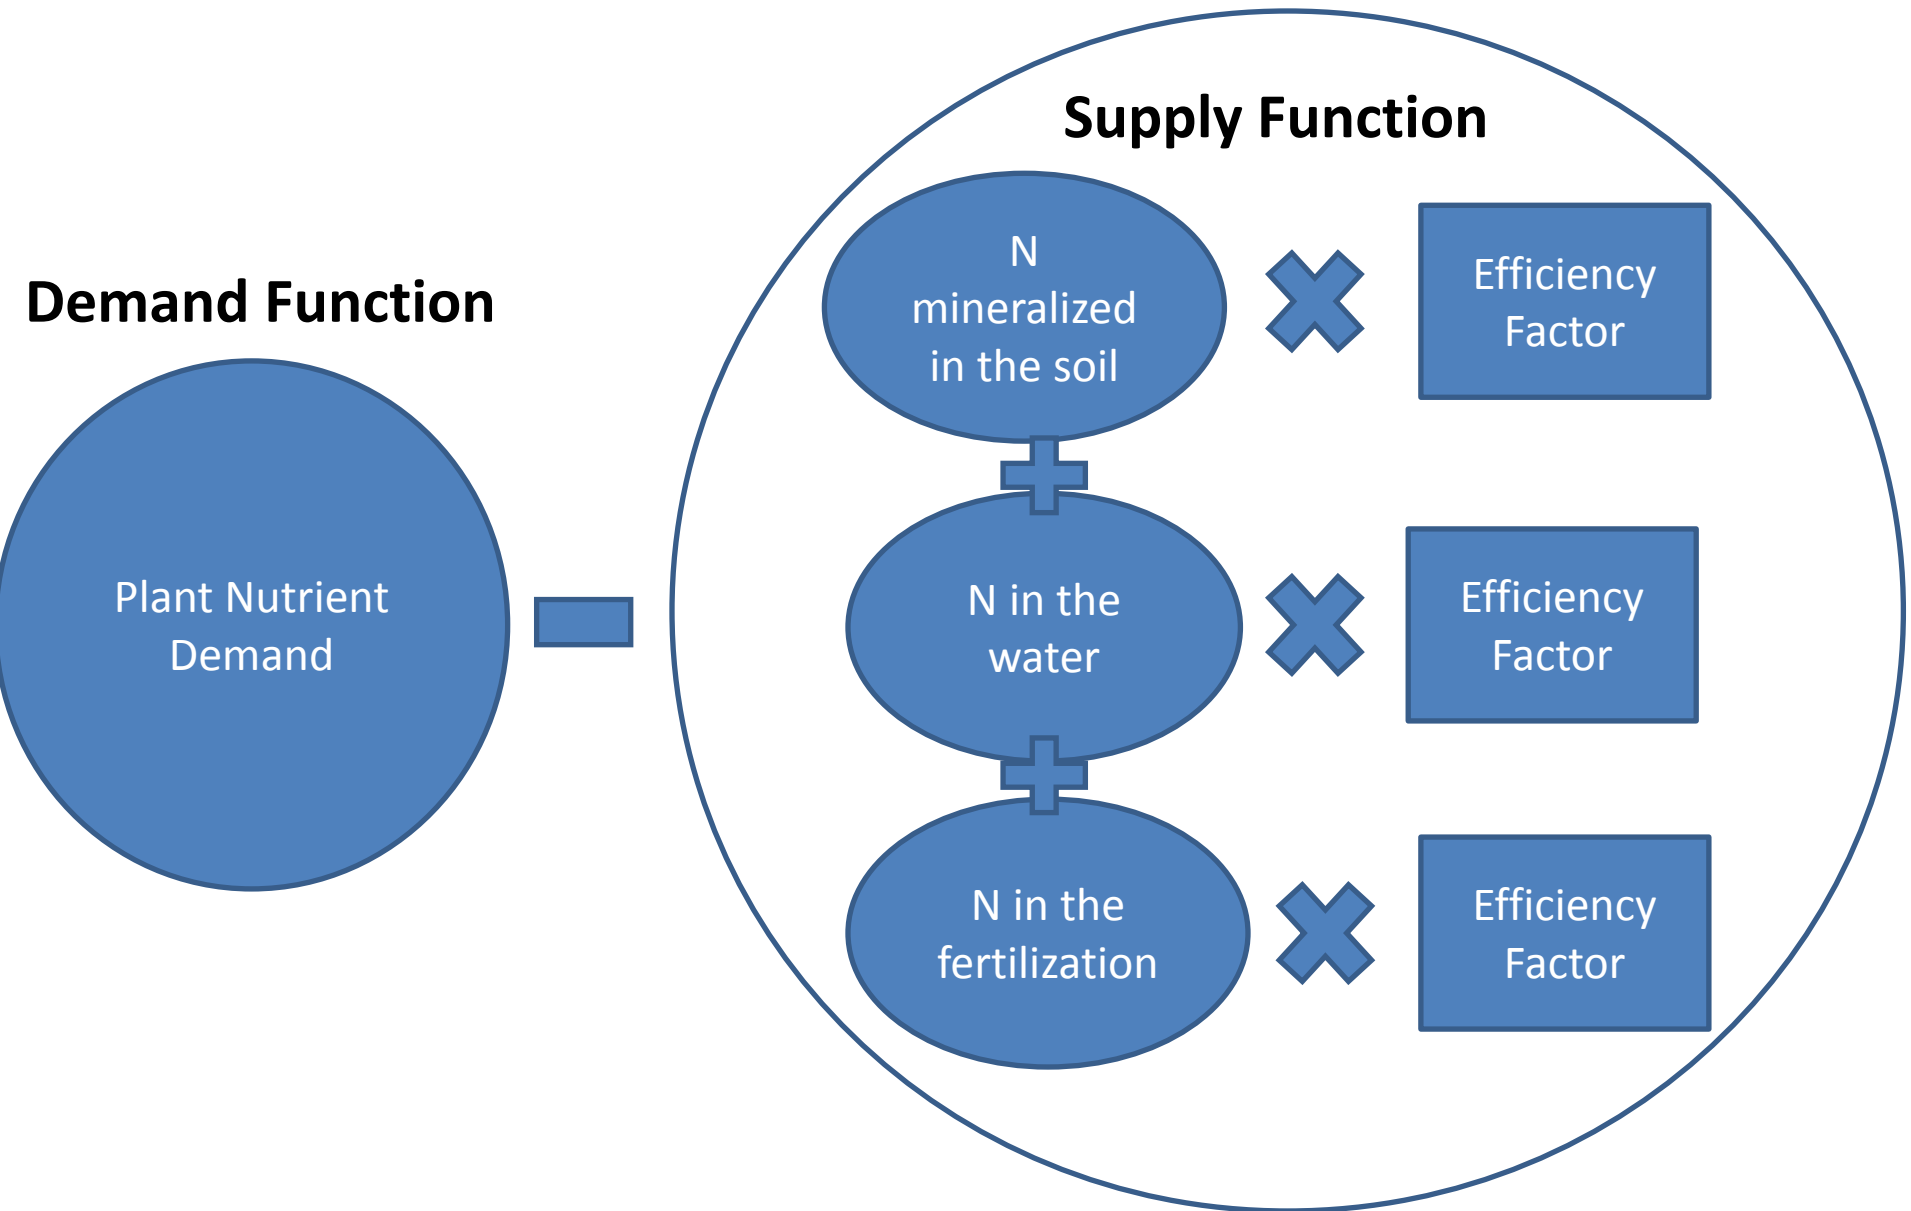 Supply Function
Demand Function
Plant Nutrient
Demand
N
mineralized
in the soil
Efficiency
Factor
N in the
water
Efficiency
Factor
N in the
fertilization
Efficiency
Factor